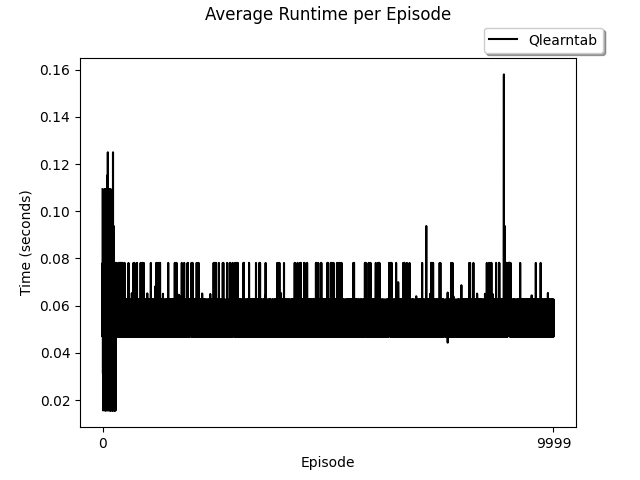 Average Runtime per Episode
Qlearntab
0.16
0.14
0.12
0.10
0.08
0.06
0.04
0.02
Time (seconds)
0
9999
Episode